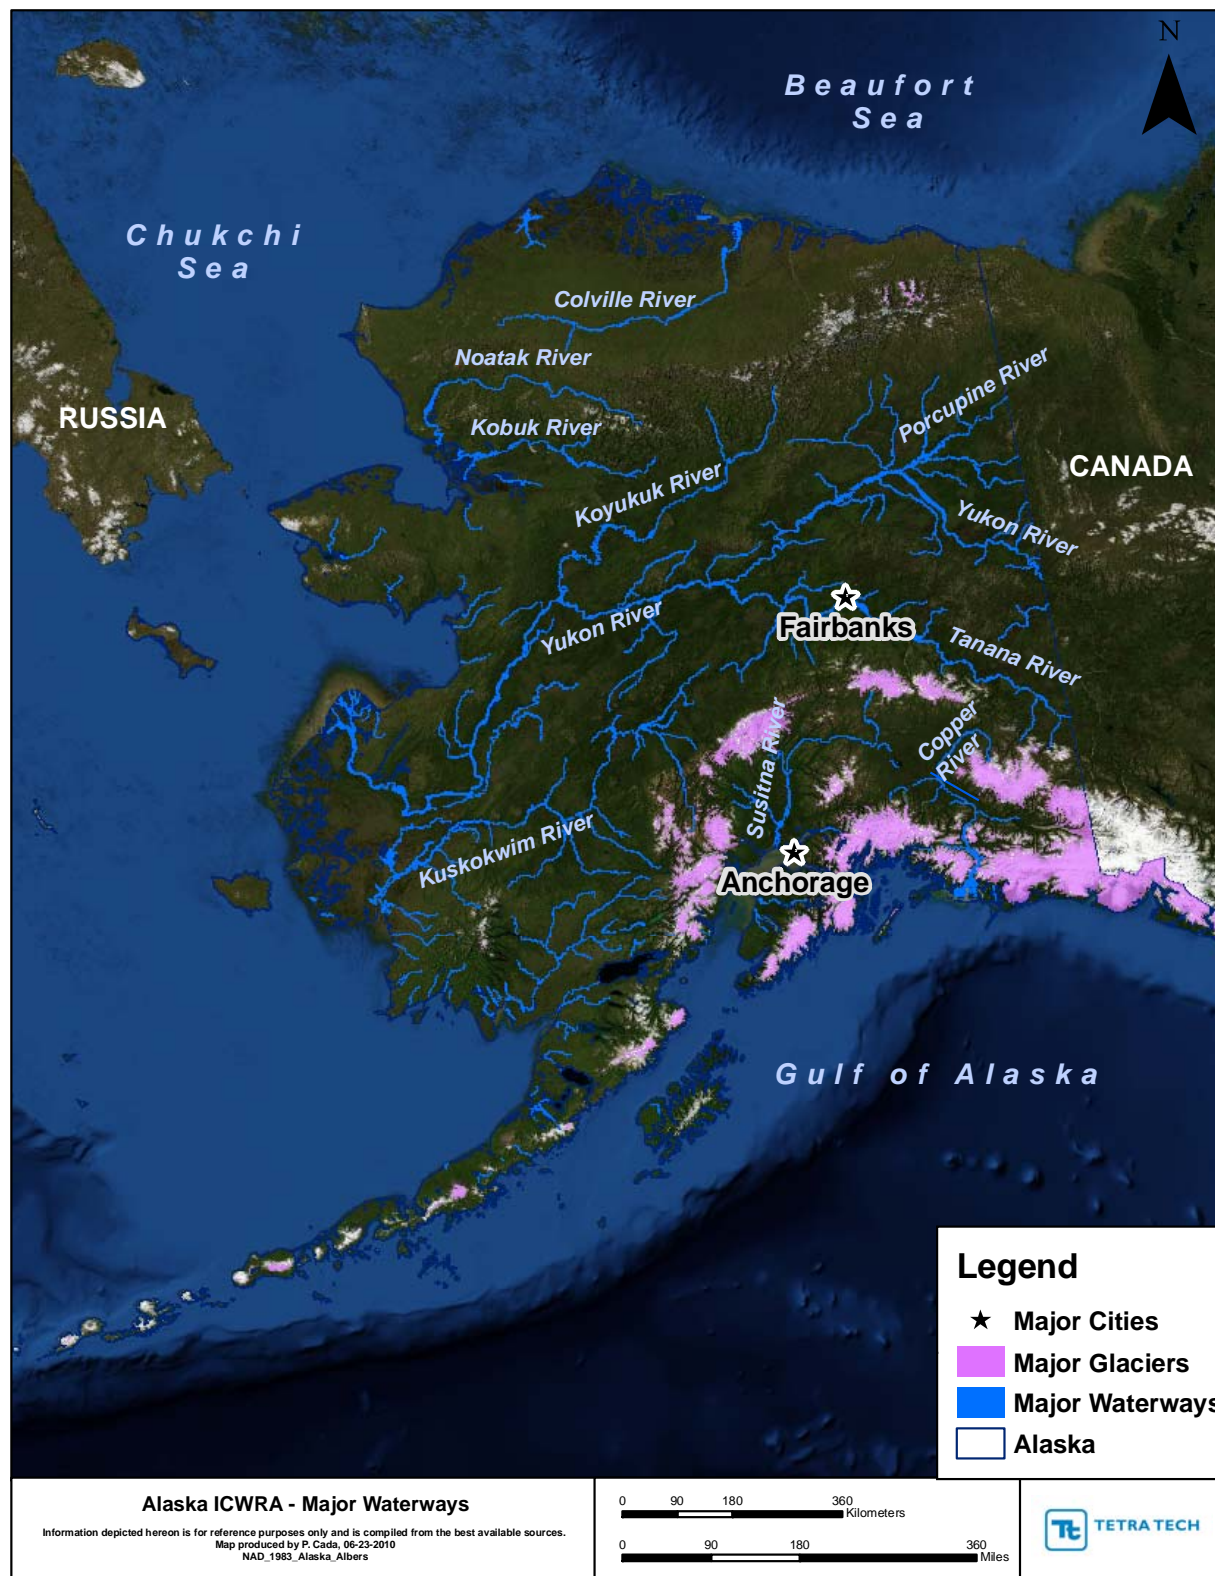 N
Beaufort
Sea
Chukchi
Sea
Colville River
Noatak River
Porcupine River
RUSSIA
Kobuk River
CANADA
Koyukuk River
Yukon River
Yukon River
Fairbanks
Tanana River
Copper
River
Susitna River
Kuskokwim River
Anchorage
Gulf of Alaska
Legend
Major Cities
Major Glaciers
Major Waterways
Alaska
Alaska ICWRA - Major Waterways
Information depicted hereon is for reference purposes only and is compiled from the best available sources.
Map produced by P. Cada, 06-23-2010
NAD_1983_Alaska_Albers
0 90 180 360
Kilometers
0 90 180 360
Miles
Tt TETRA TECH